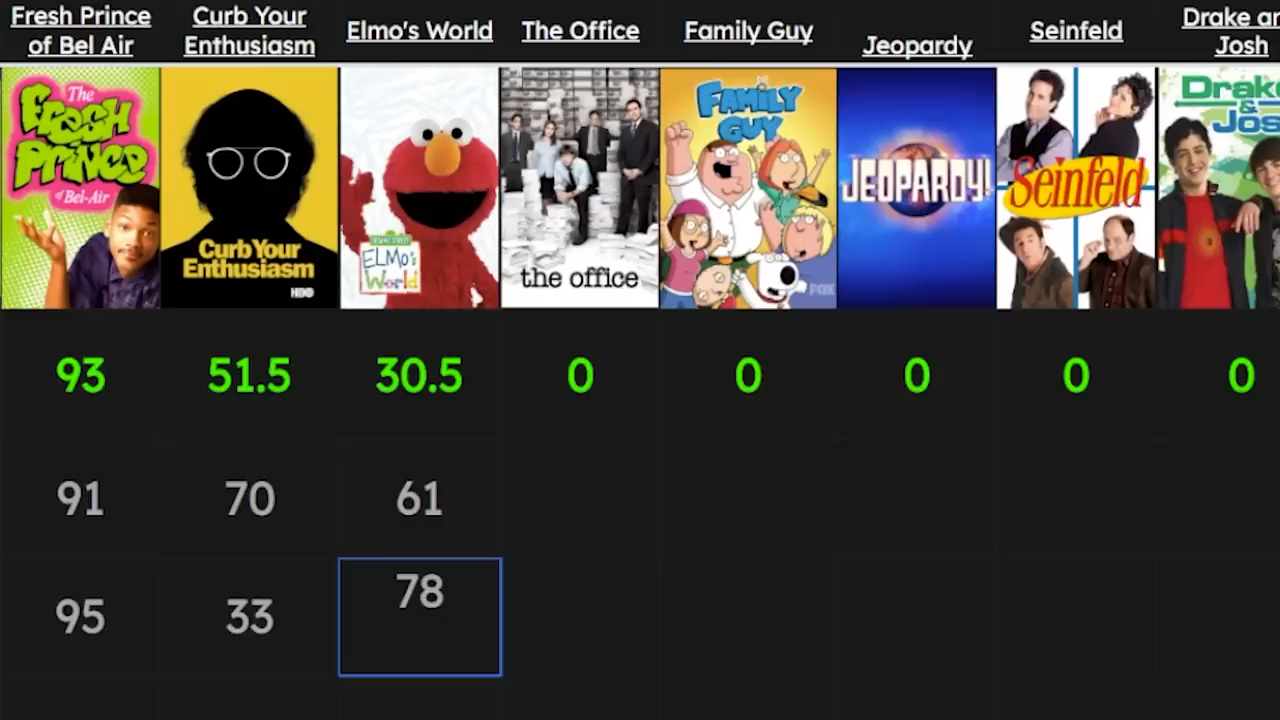 Fresh Prince
of Bel Air
Curb Your
Enthusiasm
Elmo's World
The Office
Family Guy
Jeopardy
Seinfeld
Drake an
Josh
The
Fresh
Prince
of Bel-Air
Curb Your
Enthusiasm
HBO
SESAME STREET
ELMO's
World
the office
FAMILY
GUY
FOX
JEOPARDY!
Seinfeld
Drake
&
Jos
93 51.5 30.5 0 0 0 0 0
91 70 61
95 33 78